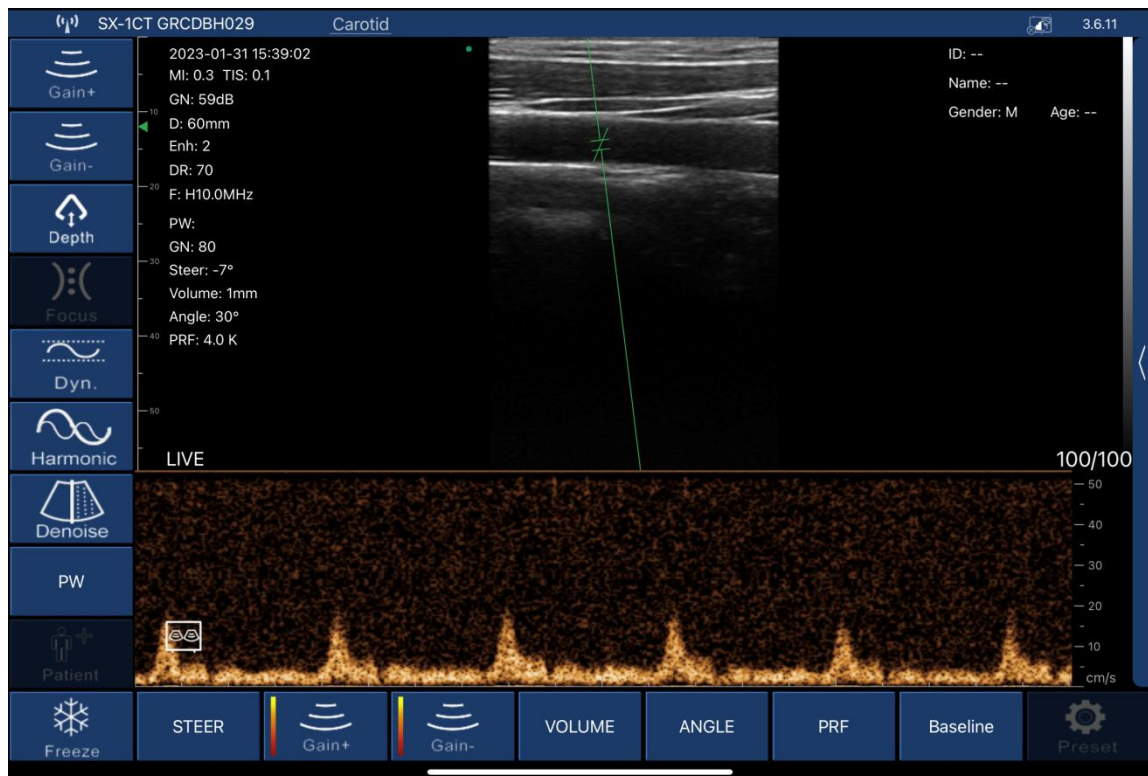 SX-1CT GRCDBH029 Carotid 3.6.11
Gain+
Gain-
Depth
Focus
Dyn.
Harmonic
Denoise
PW
Patient
Freeze
2023-01-31 15:39:02
MI: 0.3 TIS: 0.1
GN: 59dB
D: 60mm
Enh: 2
DR: 70
F: H10.0MHz
PW:
GN: 80
Steer: -7°
Volume: 1mm
Angle: 30°
PRF: 4.0 K
10
20
30
40
50
ID: --
Name: --
Gender: M Age: --
LIVE 100/100
50
40
30
20
10
cm/s
STEER
Gain+
Gain-
VOLUME
ANGLE
PRF
Baseline
Preset